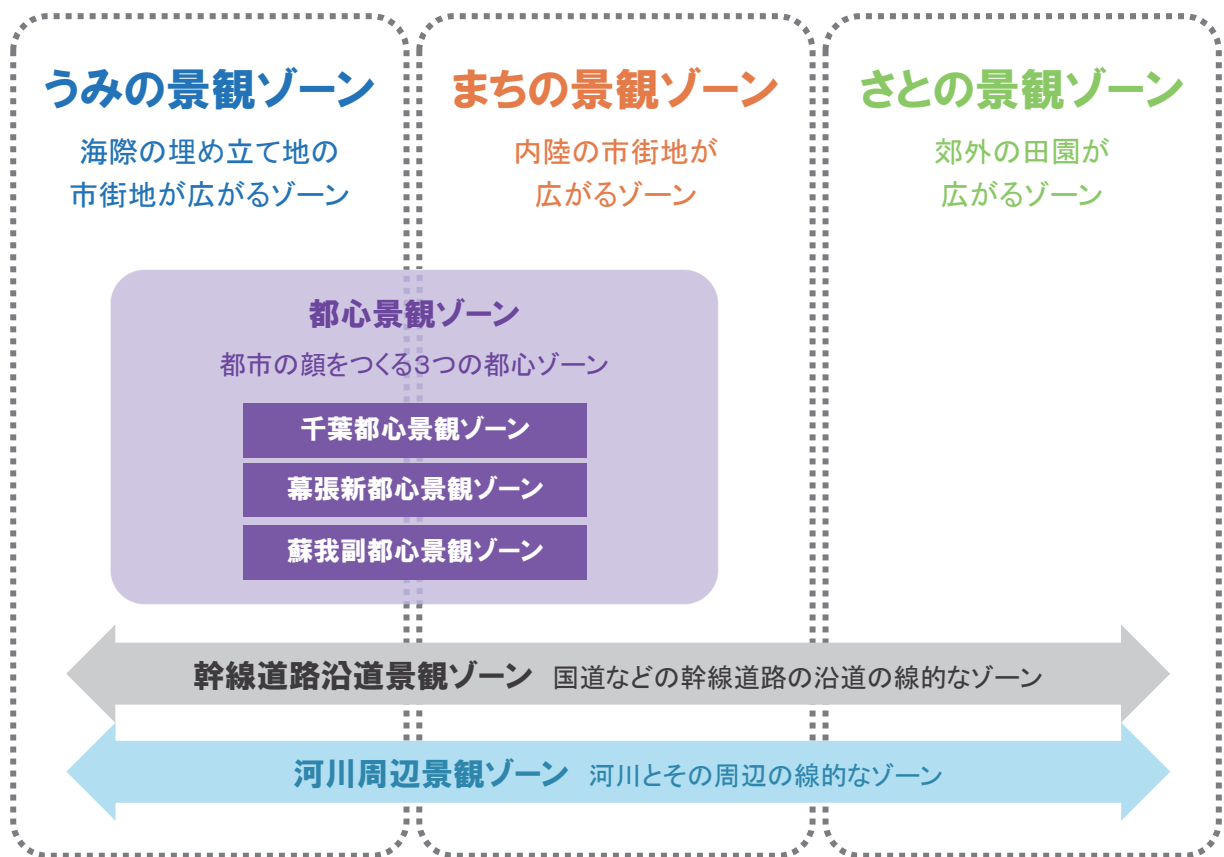 うみの景観ゾーン
海際の埋め立て地の
市街地が広がるゾーン
まちの景観ゾーン
内陸の市街地が
広がるゾーン
さとの景観ゾーン
郊外の田園が
広がるゾーン
都心景観ゾーン
都市の顔をつくる3つの都心ゾーン
千葉都心景観ゾーン
幕張新都心景観ゾーン
蘇我副都心景観ゾーン
幹線道路沿道景観ゾーン 国道などの幹線道路の沿道の線的なゾーン
河川周辺景観ゾーン 河川とその周辺の線的なゾーン